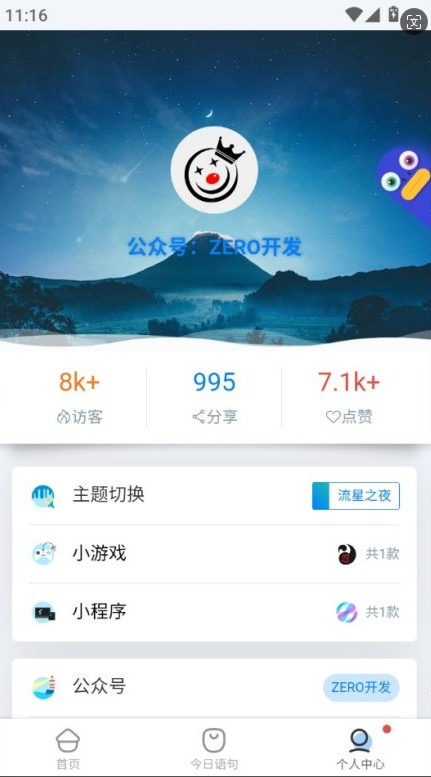 11:16
公众号：ZERO开发
8k+
995
7.1k+
访客
分享
点赞
主题切换
流星之夜
小游戏
共1款
小程序
共1款
公众号
ZERO开发
首页
今日语句
个人中心